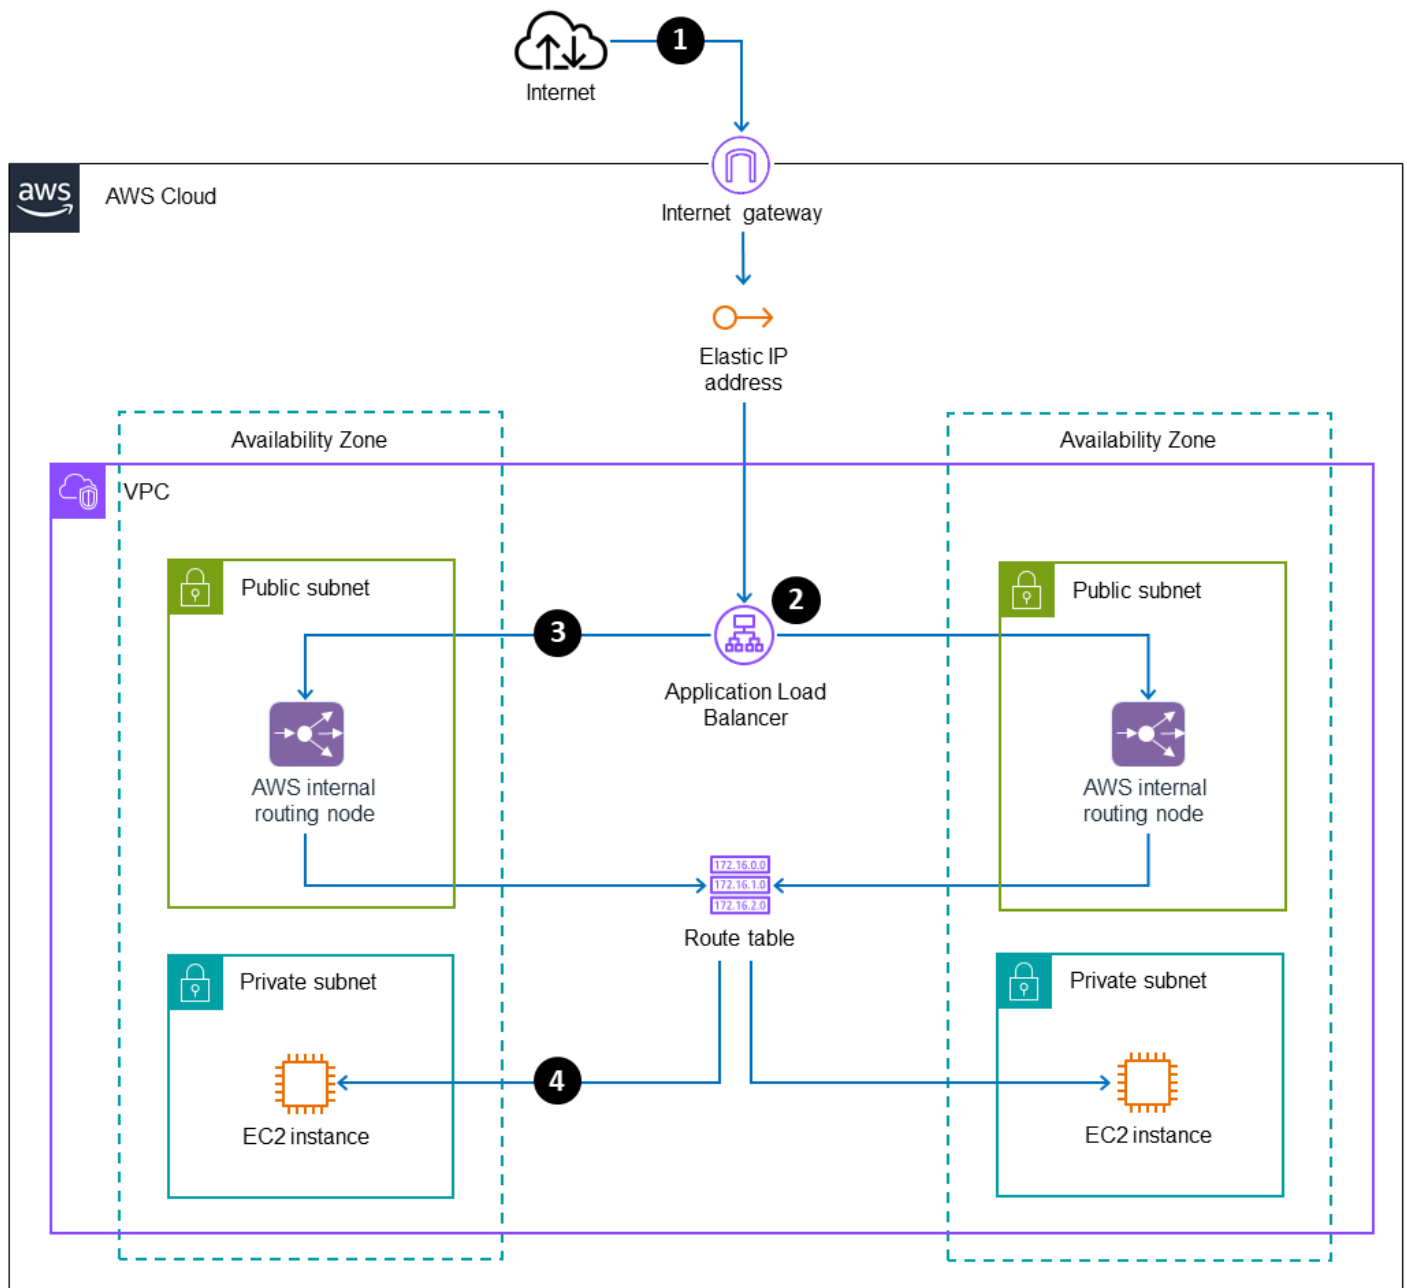 1
Internet
aws
AWS Cloud
Internet gateway
Elastic IP
address
Availability Zone
Availability Zone
VPC
Public subnet
Public subnet
2
3
Application Load
Balancer
AWS internal
routing node
AWS internal
routing node
172.16.0.0
172.16.1.0
172.16.2.0
Route table
Private subnet
Private subnet
4
EC2 instance
EC2 instance